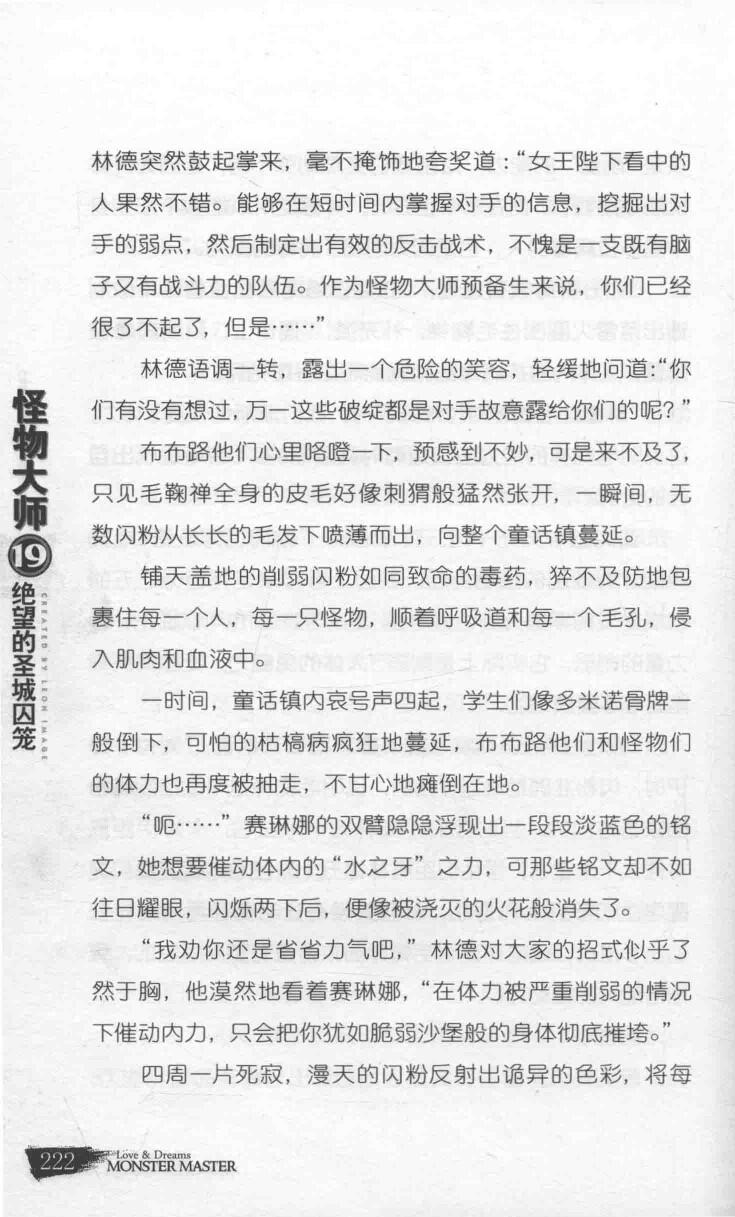 林德突然鼓起掌来，毫不掩饰地夸奖道：“女王陛下看中的
人果然不错。能够在短时间内掌握对手的信息，挖掘出对
手的弱点，然后制定出有效的反击战术，不愧是一支既有脑
子又有战斗力的队伍。作为怪物大师预备生来说，你们已经
很了不起了，但是……”
林德语调一转，露出一个危险的笑容，轻缓地问道：“你
们有没有想过，万一这些破绽都是对手故意露给你们的呢？”
布布路他们心里咯噔一下，预感到不妙，可是来不及了，
只见毛鞠禅全身的皮毛好像刺猬般猛然张开，一瞬间，无
数闪粉从长长的毛发下喷薄而出，向整个童话镇蔓延。
铺天盖地的削弱闪粉如同致命的毒药，猝不及防地包
裹住每一个人，每一只怪物，顺着呼吸道和每一个毛孔，侵
入肌肉和血液中。
一时间，童话镇内哀号声四起，学生们像多米诺骨牌一
般倒下，可怕的枯槁病疯狂地蔓延，布布路他们和怪物们
的体力也再度被抽走，不甘心地瘫倒在地。
“呃……”赛琳娜的双臂隐隐浮现出一段段淡蓝色的铭
文，她想要催动体内的“水之牙”之力，可那些铭文却不如
往日耀眼，闪烁两下后，便像被浇灭的火花般消失了。
“我劝你还是省省力气吧，”林德对大家的招式似乎了
然于胸，他漠然地看着赛琳娜，“在体力被严重削弱的情况
下催动内力，只会把你犹如脆弱沙堡般的身体彻底摧垮。”
四周一片死寂，漫天的闪粉反射出诡异的色彩，将每
怪物大师
19
绝望的圣城囚笼
CREATED BY LEON IMAGE
222
Love & Dreams
MONSTER MASTER